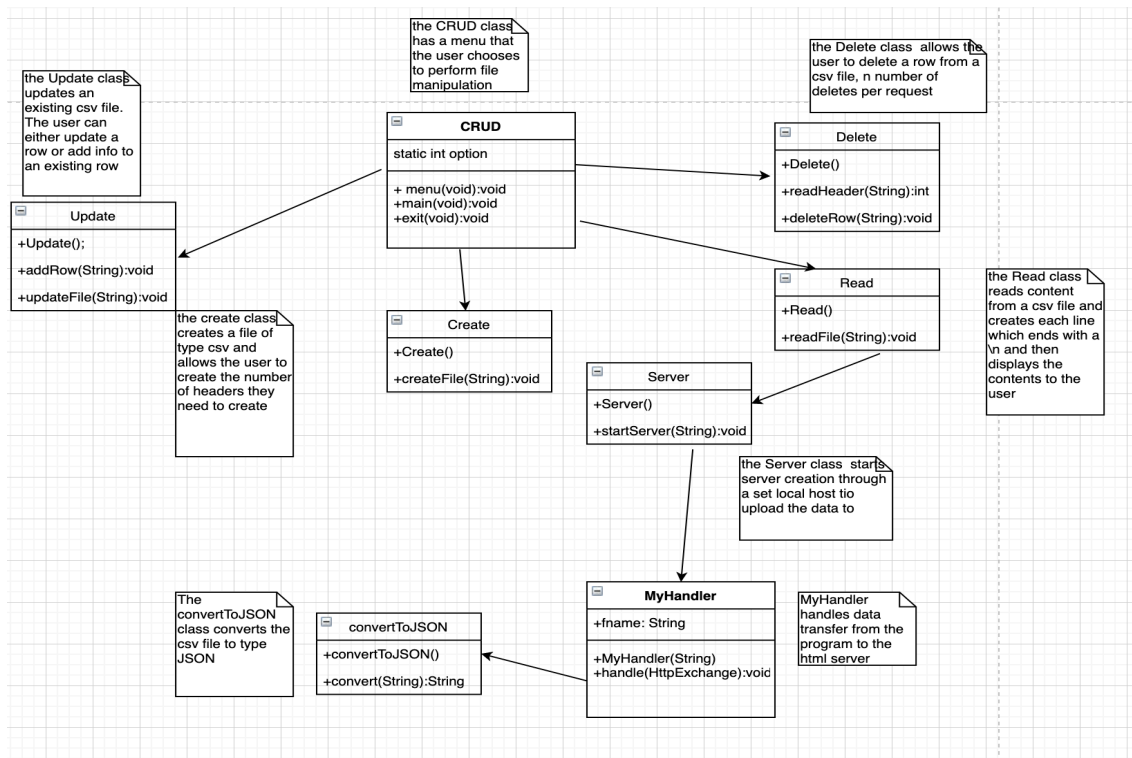 the CRUD class
has a menu that
the user chooses
to perform file
manipulation
the Delete class allows the
user to delete a row from a
csv file, n number of
deletes per request
the Update class
updates an
existing csv file.
The user can
either update a
row or add info to
an existing row
CRUD
static int option
+ menu(void):void
+main(void):void
+exit(void):void
Delete
+Delete()
+readHeader(String):int
+deleteRow(String):void
Update
+Update();
+addRow(String):void
+updateFile(String):void
Read
+Read()
+readFile(String):void
the Read class
reads content
from a csv file and
creates each line
which ends with a
\n and then
displays the
contents to the
user
the create class
creates a file of
type csv and
allows the user to
create the number
of headers they
need to create
Create
+Create()
+createFile(String):void
Server
+Server()
+startServer(String):void
the Server class starts
server creation through
a set local host tio
upload the data to
The
convertToJSON
class converts the
csv file to type
JSON
convertToJSON
+convertToJSON()
+convert(String):String
MyHandler
+fname: String
+MyHandler(String)
+handle(HttpExchange):void
MyHandler
handles data
transfer from the
program to the
html server